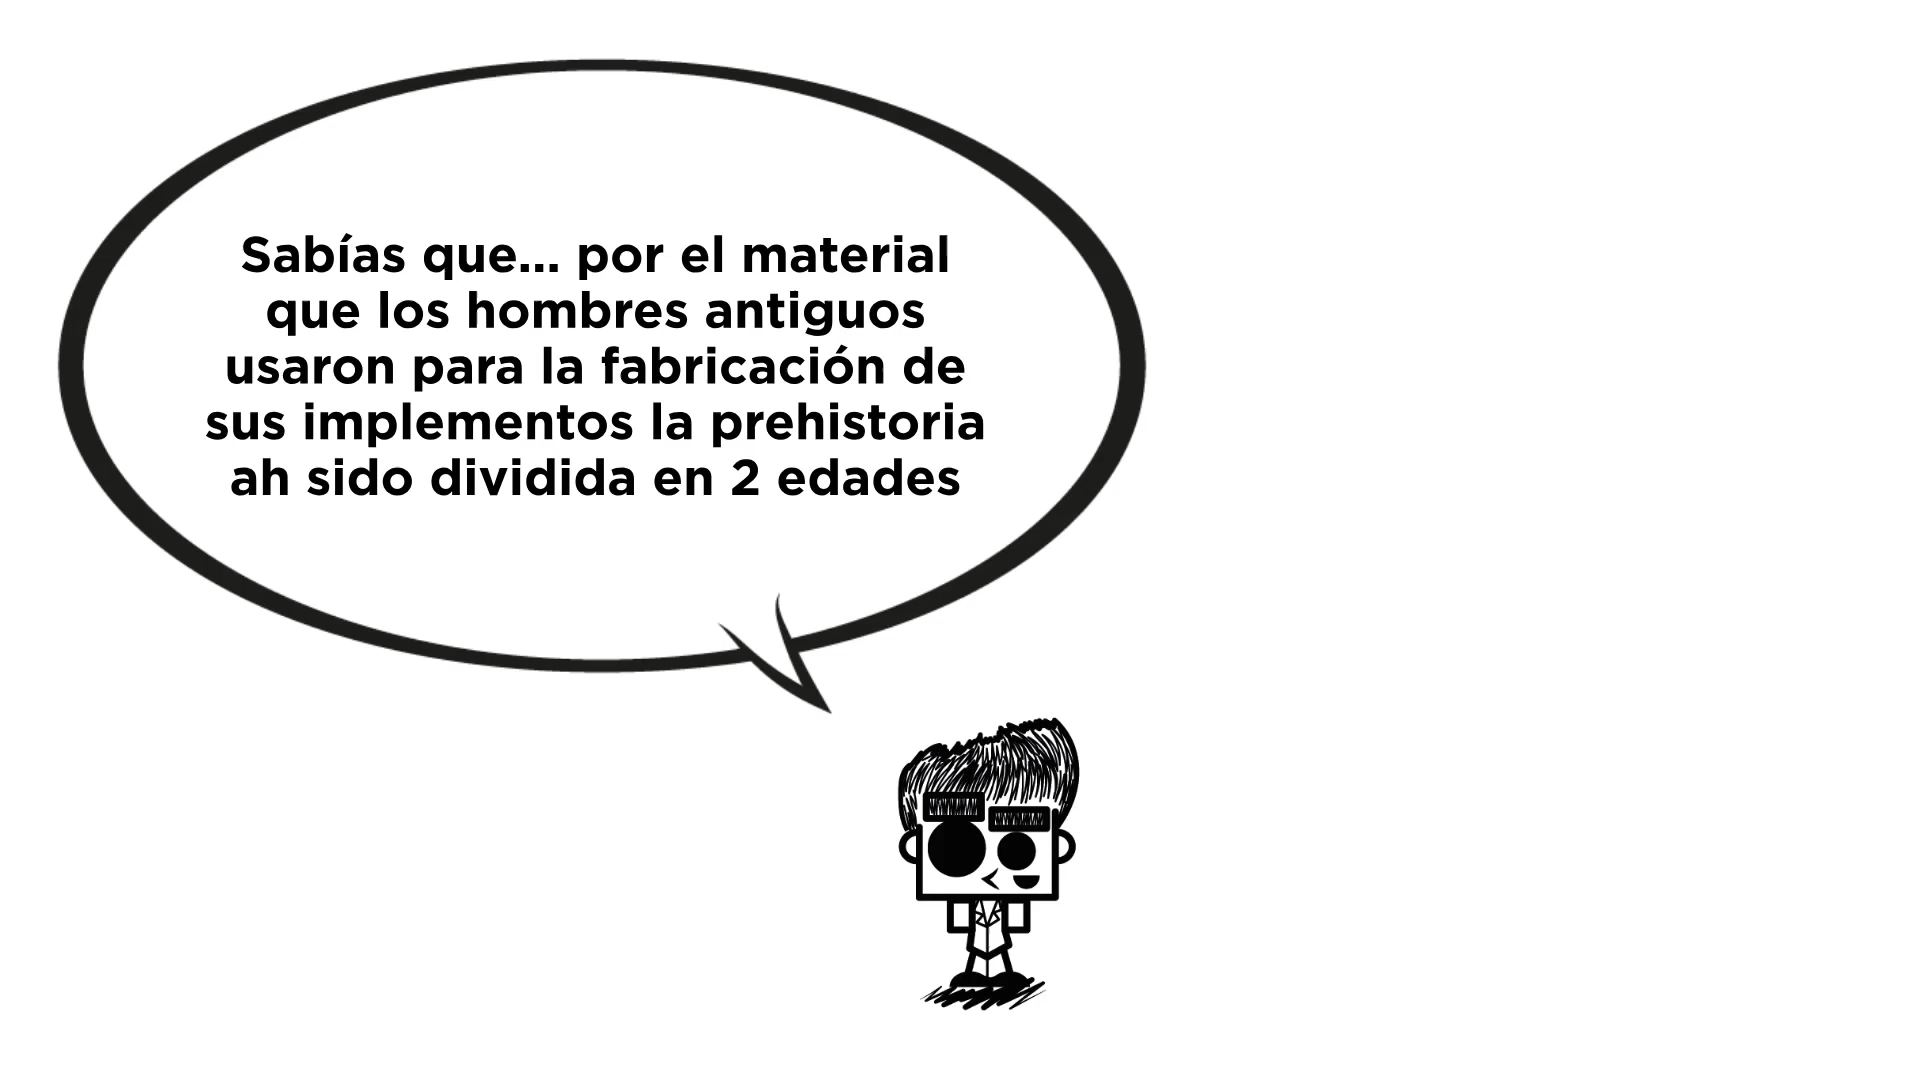 Sabías que... por el material
que los hombres antiguos
usaron para la fabricación de
sus implementos la prehistoria
ah sido dividida en 2 edades